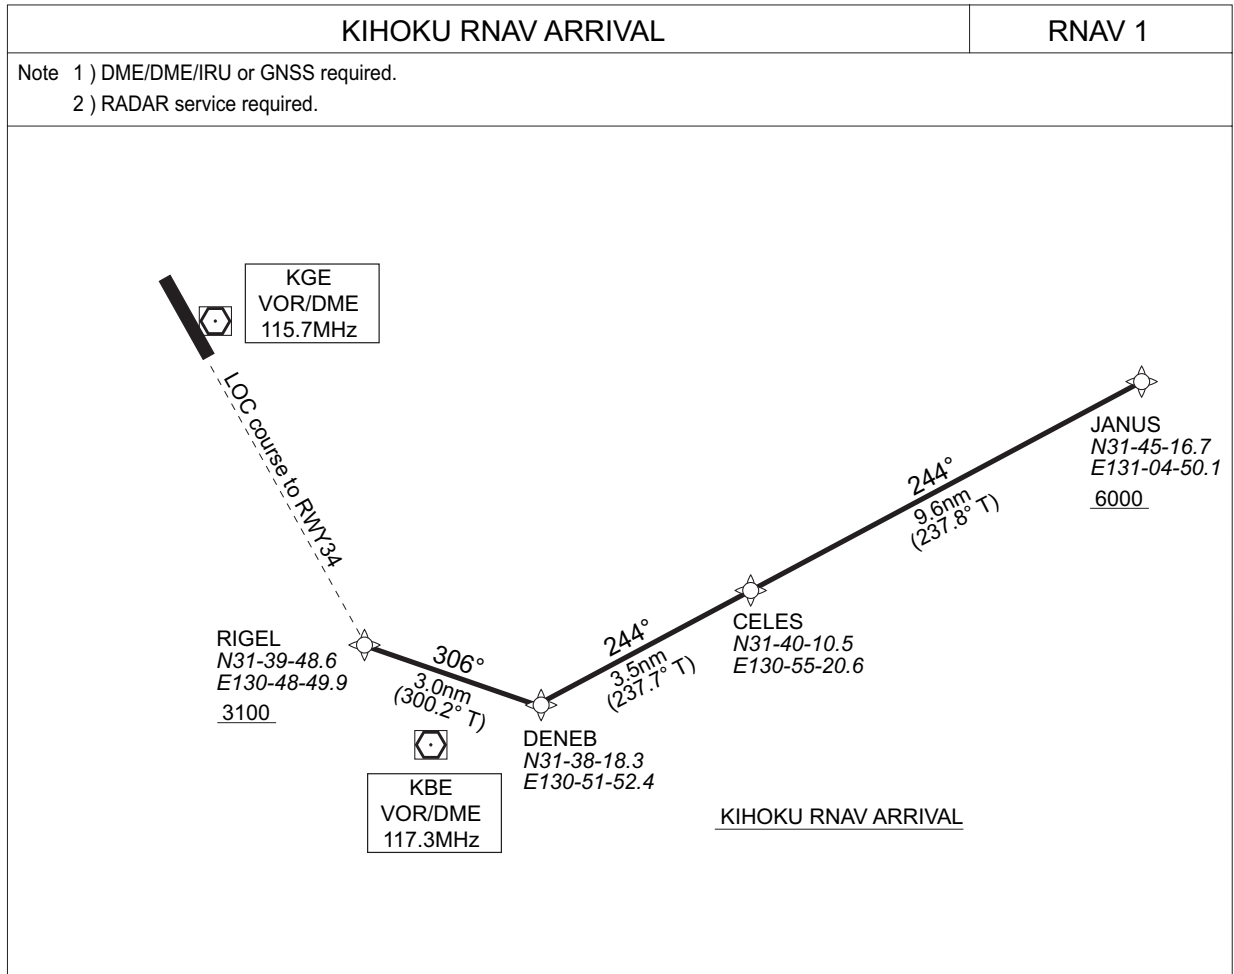 KIHOKU RNAV ARRIVAL
RNAV 1
Note 1 ) DME/DME/IRU or GNSS required.
2 ) RADAR service required.
KGE
VOR/DME
115.7MHz
LOC course to RWY34
JANUS
N31-45-16.7
E131-04-50.1
6000
244°
9.6nm
(237.8° T)
CELES
N31-40-10.5
E130-55-20.6
244°
3.5nm
(237.7° T)
RIGEL
N31-39-48.6
E130-48-49.9
3100
306°
3.0nm
(300.2° T)
DENEB
N31-38-18.3
E130-51-52.4
KBE
VOR/DME
117.3MHz
KIHOKU RNAV ARRIVAL